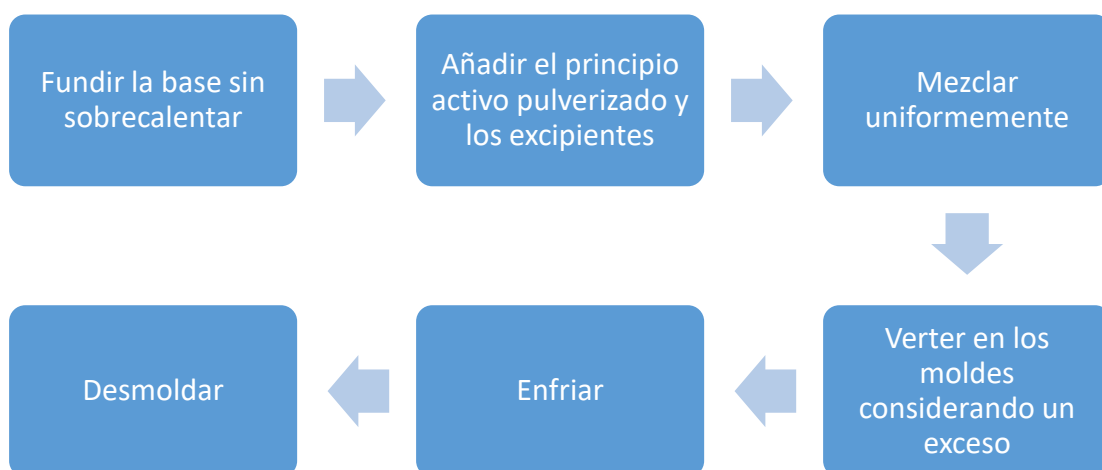 Fundir la base sin
sobrecalentar
Añadir el principio
activo pulverizado y
los excipientes
Mezclar
uniformemente
Verter en los
moldes
considerando un
exceso
Enfriar
Desmoldar